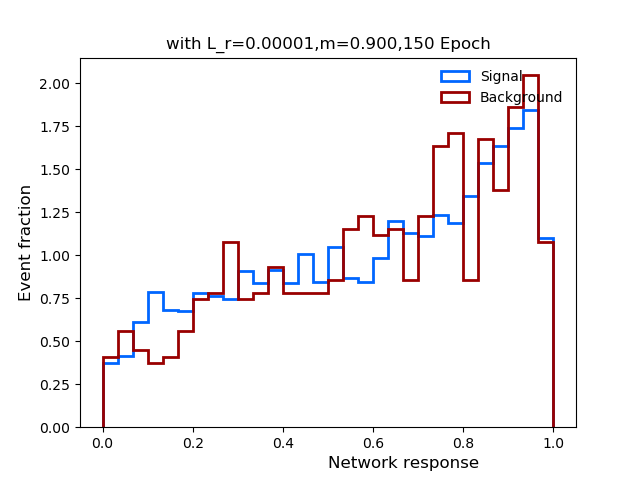 with L_r=0.00001,m=0.900,150 Epoch
Signal
Background
2.00
1.75
1.50
1.25
1.00
0.75
0.50
0.25
0.00
Event fraction
0.0 0.2 0.4 0.6 0.8 1.0
Network response